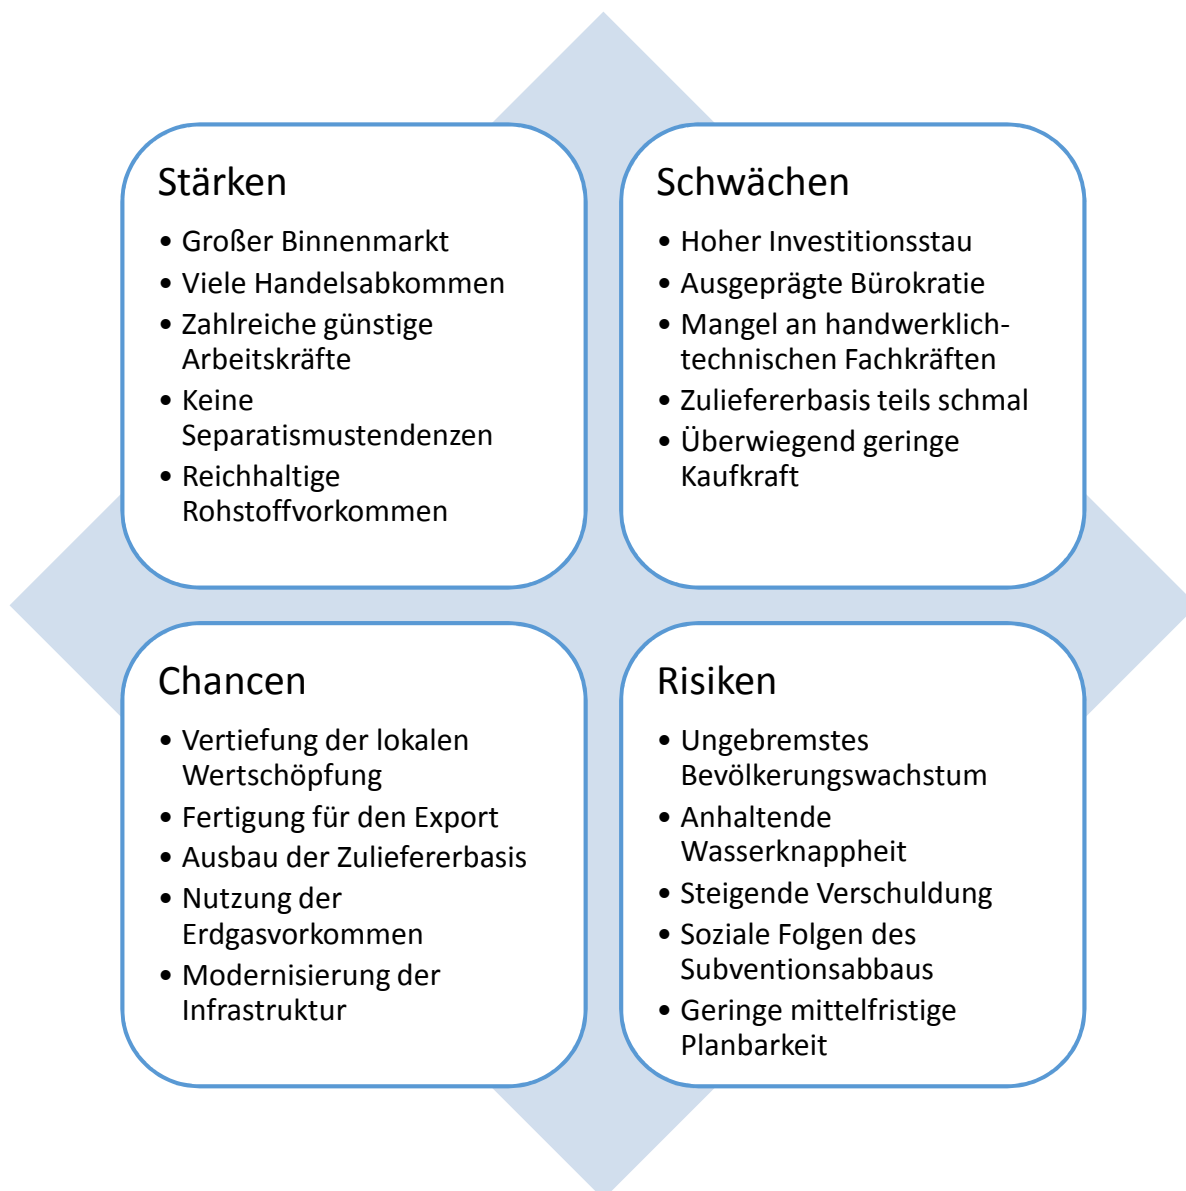 Stärken
• Großer Binnenmarkt
• Viele Handelsabkommen
• Zahlreiche günstige
Arbeitskräfte
• Keine
Separatismustendenzen
• Reichhaltige
Rohstoffvorkommen
Schwächen
• Hoher Investitionsstau
• Ausgeprägte Bürokratie
• Mangel an handwerklich-
technischen Fachkräften
• Zuliefererbasis teils schmal
• Überwiegend geringe
Kaufkraft
Chancen
• Vertiefung der lokalen
Wertschöpfung
• Fertigung für den Export
• Ausbau der Zuliefererbasis
• Nutzung der
Erdgasvorkommen
• Modernisierung der
Infrastruktur
Risiken
• Ungebremstes
Bevölkerungswachstum
• Anhaltende
Wasserknappheit
• Steigende Verschuldung
• Soziale Folgen des
Subventionsabbaus
• Geringe mittelfristige
Planbarkeit